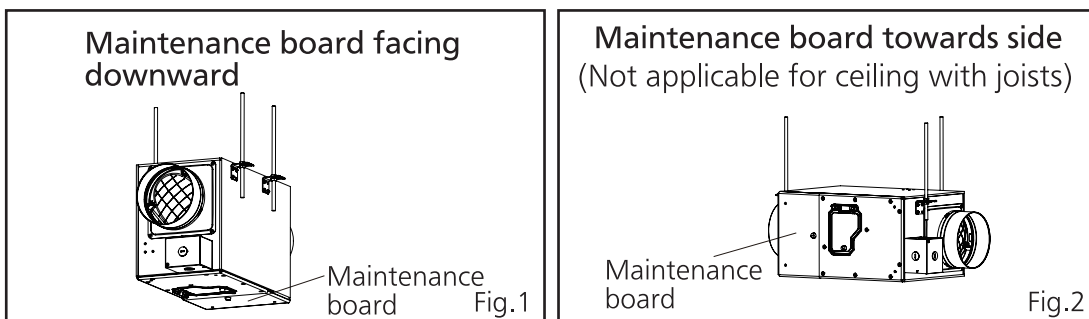 Maintenance board facing
downward
Maintenance
board
Fig.1
Maintenance board towards side
(Not applicable for ceiling with joists)
Maintenance
board
Fig.2